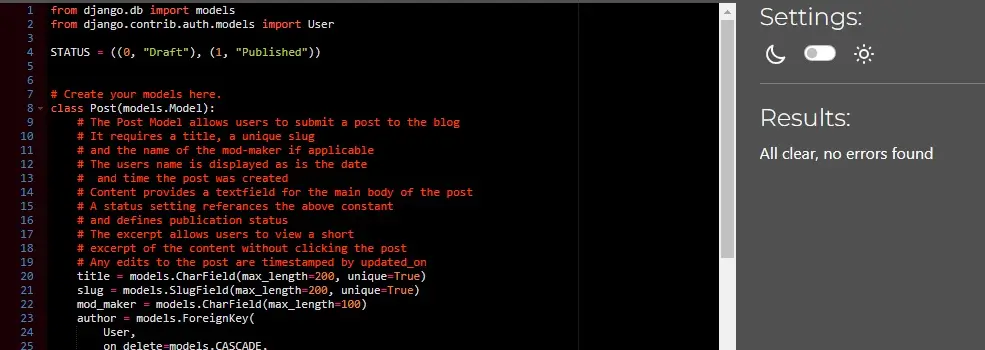 1 from django.db import models
2 from django.contrib.auth.models import User
3
4 STATUS = ((0, "Draft"), (1, "Published"))
5
6
7 # Create your models here.
8 class Post(models.Model):
9 # The Post Model allows users to submit a post to the blog
10 # It requires a title, a unique slug
11 # and the name of the mod-maker if applicable
12 # The users name is displayed as is the date
13 #  and time the post was created
14 # Content provides a textfield for the main body of the post
15 # A status setting referances the above constant
16 # and defines publication status
17 # The excerpt allows users to view a short
18 # excerpt of the content without clicking the post
19 # Any edits to the post are timestamped by updated_on
20 title = models.CharField(max_length=200, unique=True)
21 slug = models.SlugField(max_length=200, unique=True)
22 mod_maker = models.CharField(max_length=100)
23 author = models.ForeignKey(
24 User,
25 on_delete=models.CASCADE,
Settings:
Results:
All clear, no errors found